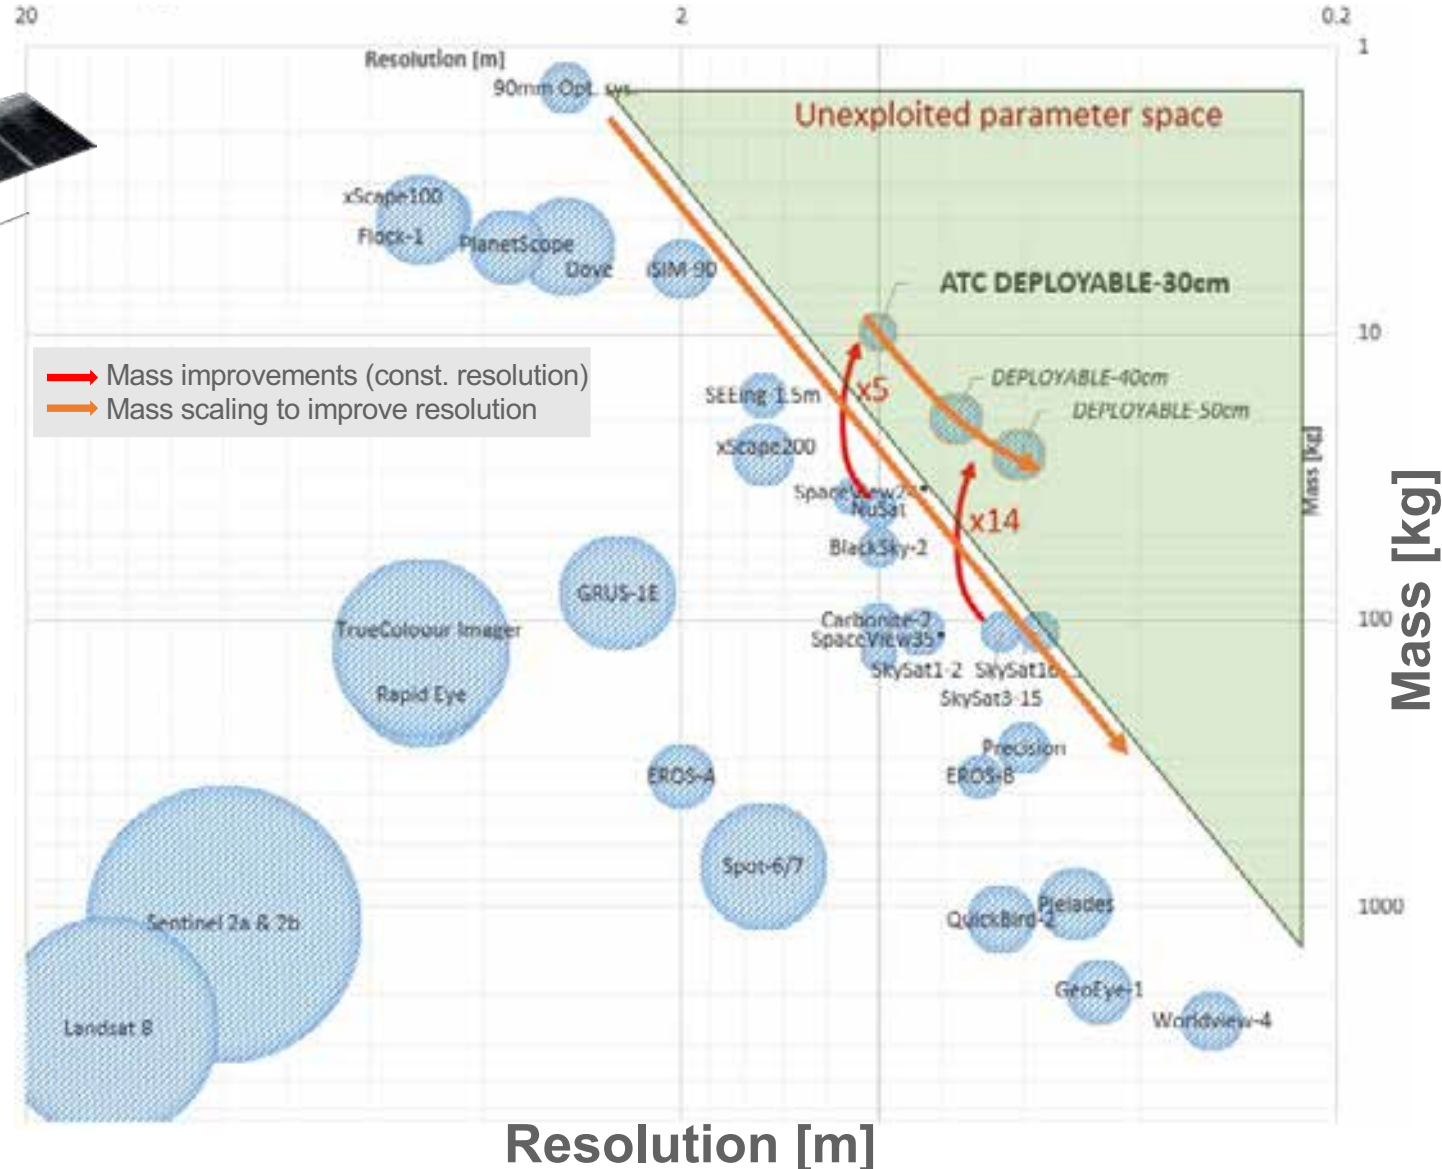 20 2 0.2
Resolution [m]
1
90mm Opt. sys.
Unexploited parameter space
xScape100
Flock-1
PlanetScope
Dove
iSIM-90
ATC DEPLOYABLE-30cm
10
Mass improvements (const. resolution)
Mass scaling to improve resolution
SEEing 1.5m
x5
DEPLOYABLE-40cm
DEPLOYABLE-50cm
xScape200
Mass [kg]
SpaceView24*
NuSat
x14
BlackSky-2
Mass [kg]
GRUS-1E
100
Carbonite-2
TrueColour Imager
SpaceView35*
SkySat1-2
SkySat16-
SkySat3-15
Rapid Eye
Precision
EROS-A
EROS-B
Spot-6/7
Sentinel 2a & 2b
QuickBird-2
Pleiades
1000
GeoEye-1
Landsat 8
Worldview-4
Resolution [m]